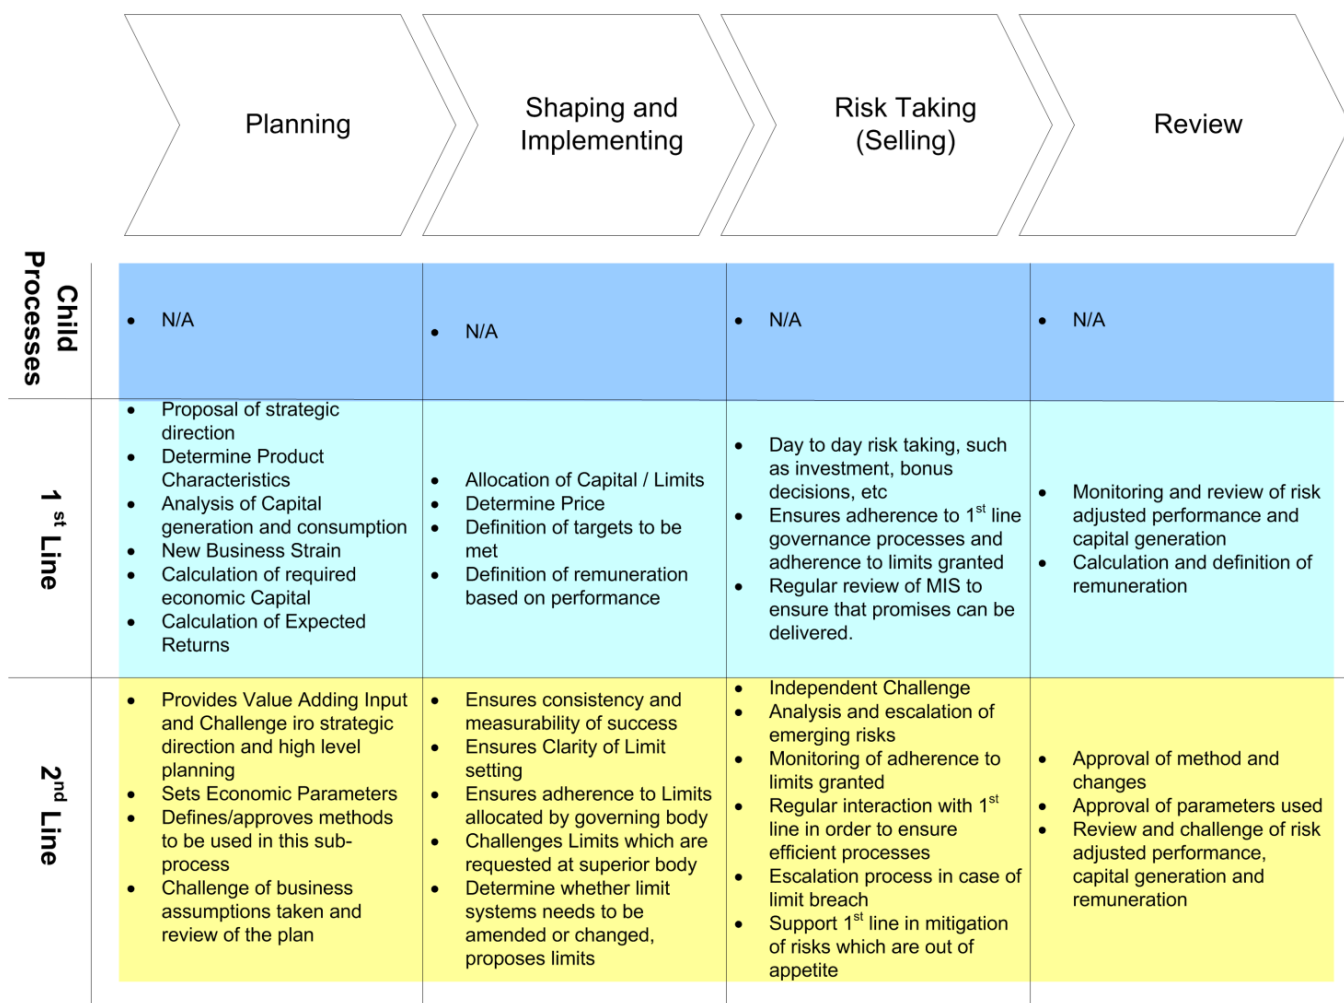 Planning
Shaping and
Implementing
Risk Taking
(Selling)
Review
Child
Processes
• N/A
• N/A
• N/A
• N/A
1 st Line
• Proposal of strategic
direction
• Determine Product
Characteristics
• Analysis of Capital
generation and consumption
• New Business Strain
• Calculation of required
economic Capital
• Calculation of Expected
Returns
• Allocation of Capital / Limits
• Determine Price
• Definition of targets to be
met
• Definition of remuneration
based on performance
• Day to day risk taking, such
as investment, bonus
decisions, etc
• Ensures adherence to 1st line
governance processes and
adherence to limits granted
• Regular review of MIS to
ensure that promises can be
delivered.
• Monitoring and review of risk
adjusted performance and
capital generation
• Calculation and definition of
remuneration
2nd Line
• Provides Value Adding Input
and Challenge iro strategic
direction and high level
planning
• Sets Economic Parameters
• Defines/approves methods
to be used in this sub-
process
• Challenge of business
assumptions taken and
review of the plan
• Ensures consistency and
measurability of success
• Ensures Clarity of Limit
setting
• Ensures adherence to Limits
allocated by governing body
• Challenges Limits which are
requested at superior body
• Determine whether limit
systems needs to be
amended or changed,
proposes limits
• Independent Challenge
• Analysis and escalation of
emerging risks
• Monitoring of adherence to
limits granted
• Regular interaction with 1st
line in order to ensure
efficient processes
• Escalation process in case of
limit breach
• Support 1st line in mitigation
of risks which are out of
appetite
• Approval of method and
changes
• Approval of parameters used
• Review and challenge of risk
adjusted performance,
capital generation and
remuneration